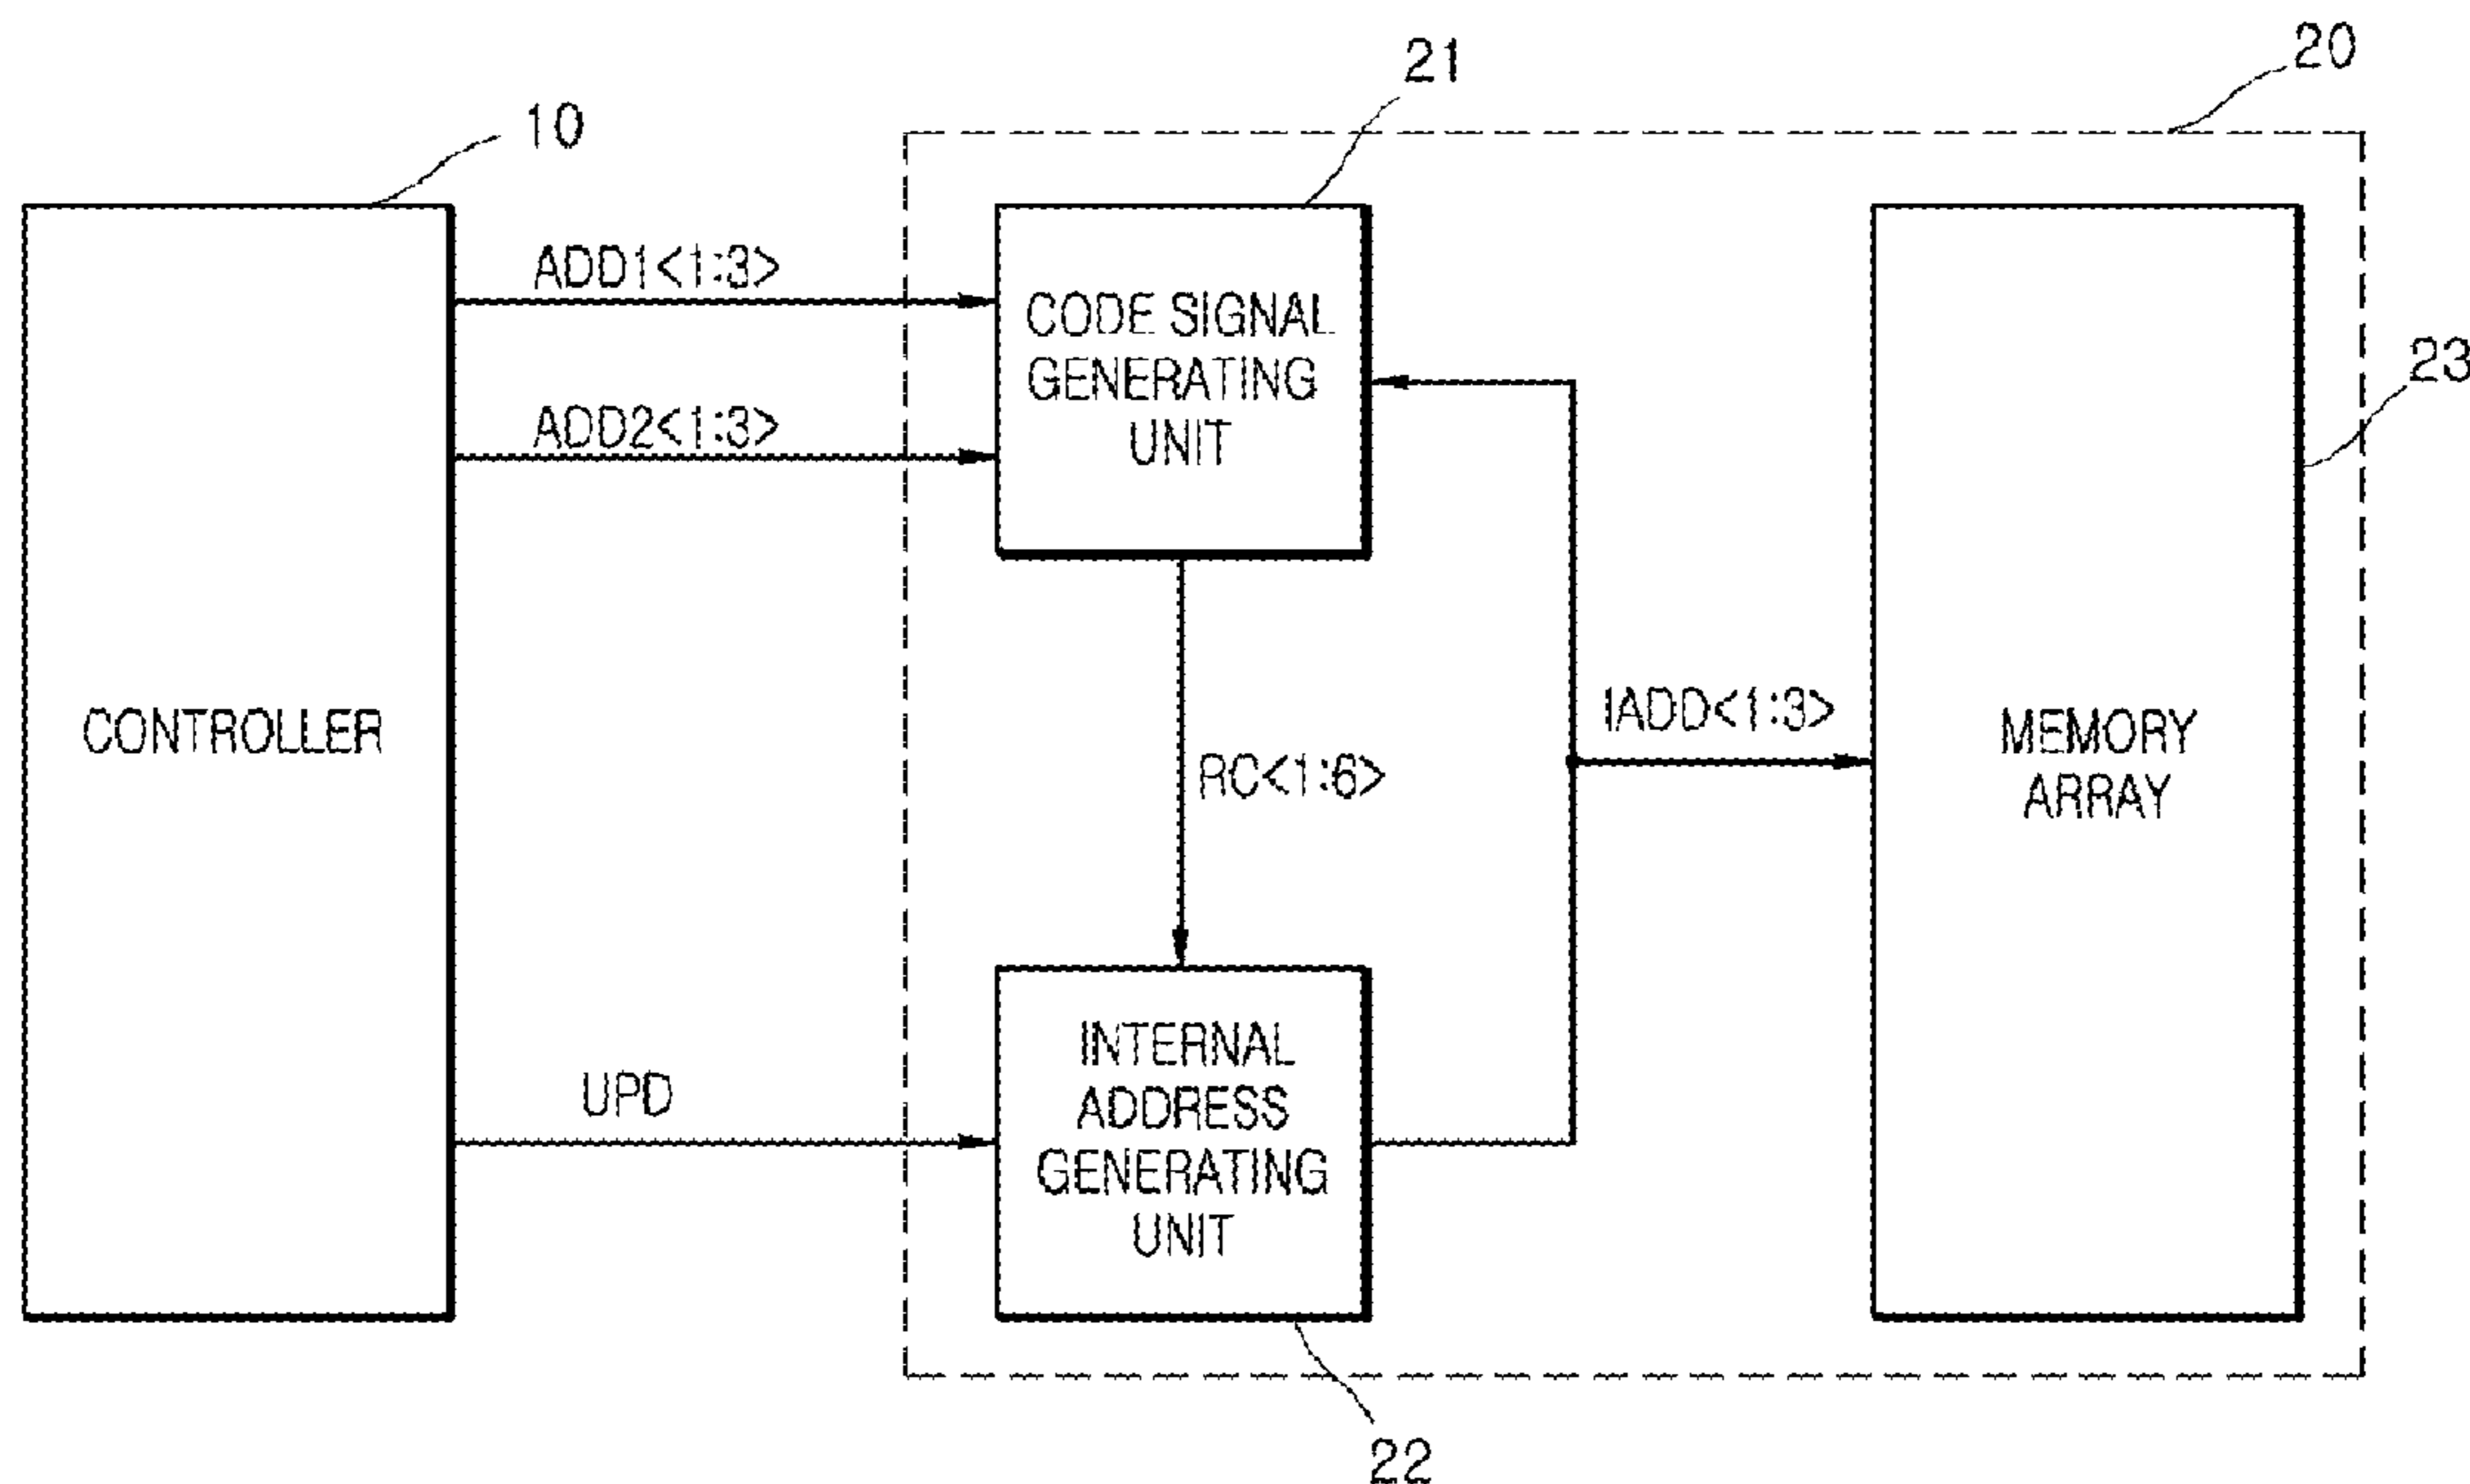 20
21
10
ADD1<1:3>
CODE SIGNAL
GENERATING
UNIT
23
ADD2<1:3>
IADD<1:3>
CONTROLLER
MEMORY
ARRAY
RC<1:6>
INTERNAL
ADDRESS
GENERATING
UNIT
UPD
22